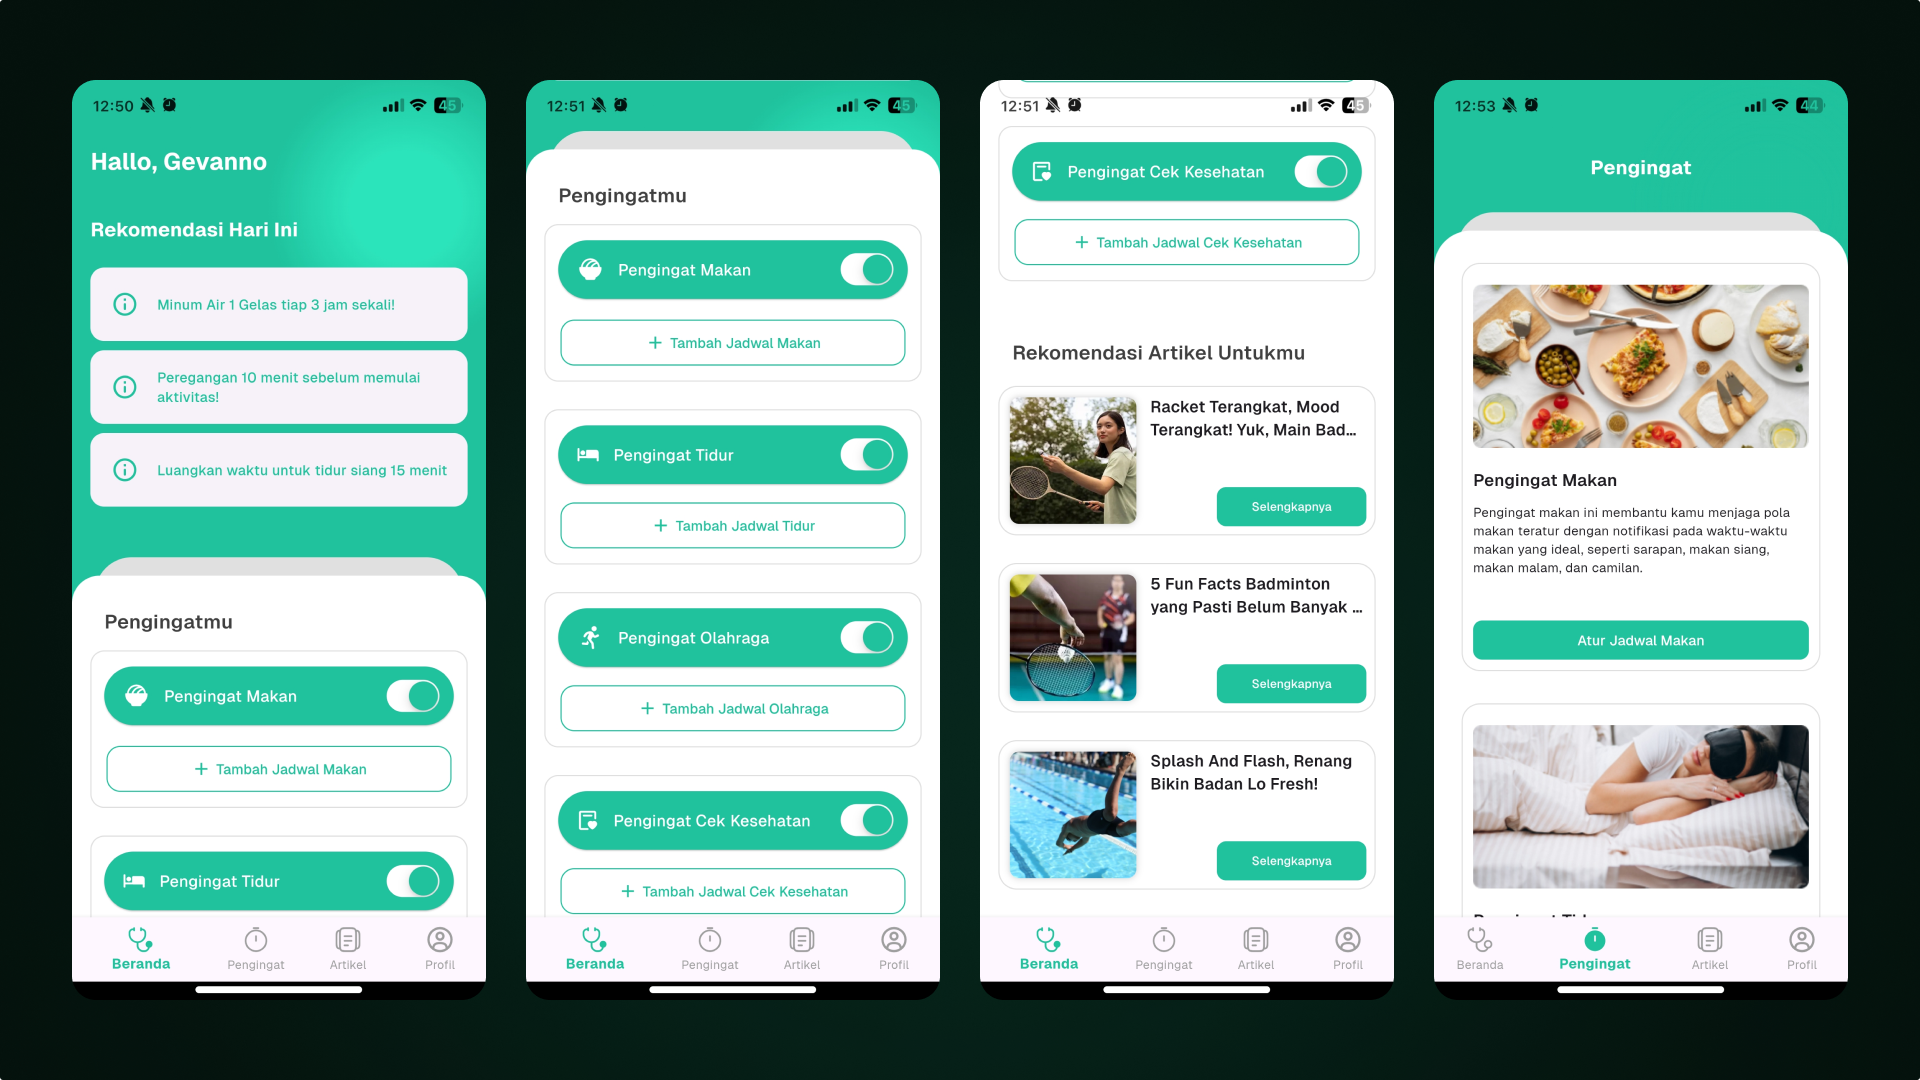 12:50
45
Hallo, Gevanno
Rekomendasi Hari Ini
Minum Air 1 Gelas tiap 3 jam sekali!
Peregangan 10 menit sebelum memulai
aktivitas!
Luangkan waktu untuk tidur siang 15 menit
Pengingatmu
Pengingat Makan
+ Tambah Jadwal Makan
Pengingat Tidur
Beranda
Pengingat
Artikel
Profil
12:51
45
Pengingatmu
Pengingat Makan
+ Tambah Jadwal Makan
Pengingat Tidur
+ Tambah Jadwal Tidur
Pengingat Olahraga
+ Tambah Jadwal Olahraga
Pengingat Cek Kesehatan
+ Tambah Jadwal Cek Kesehatan
Beranda
Pengingat
Artikel
Profil
12:51
45
Pengingat Cek Kesehatan
+ Tambah Jadwal Cek Kesehatan
Rekomendasi Artikel Untukmu
Racket Terangkat, Mood
Terangkat! Yuk, Main Bad...
Selengkapnya
5 Fun Facts Badminton
yang Pasti Belum Banyak ...
Selengkapnya
Splash And Flash, Renang
Bikin Badan Lo Fresh!
Selengkapnya
Beranda
Pengingat
Artikel
Profil
12:53
44
Pengingat
Pengingat Makan
Pengingat makan ini membantu kamu menjaga pola
makan teratur dengan notifikasi pada waktu-waktu
makan yang ideal, seperti sarapan, makan siang,
makan malam, dan camilan.
Atur Jadwal Makan
Beranda
Pengingat
Artikel
Profil